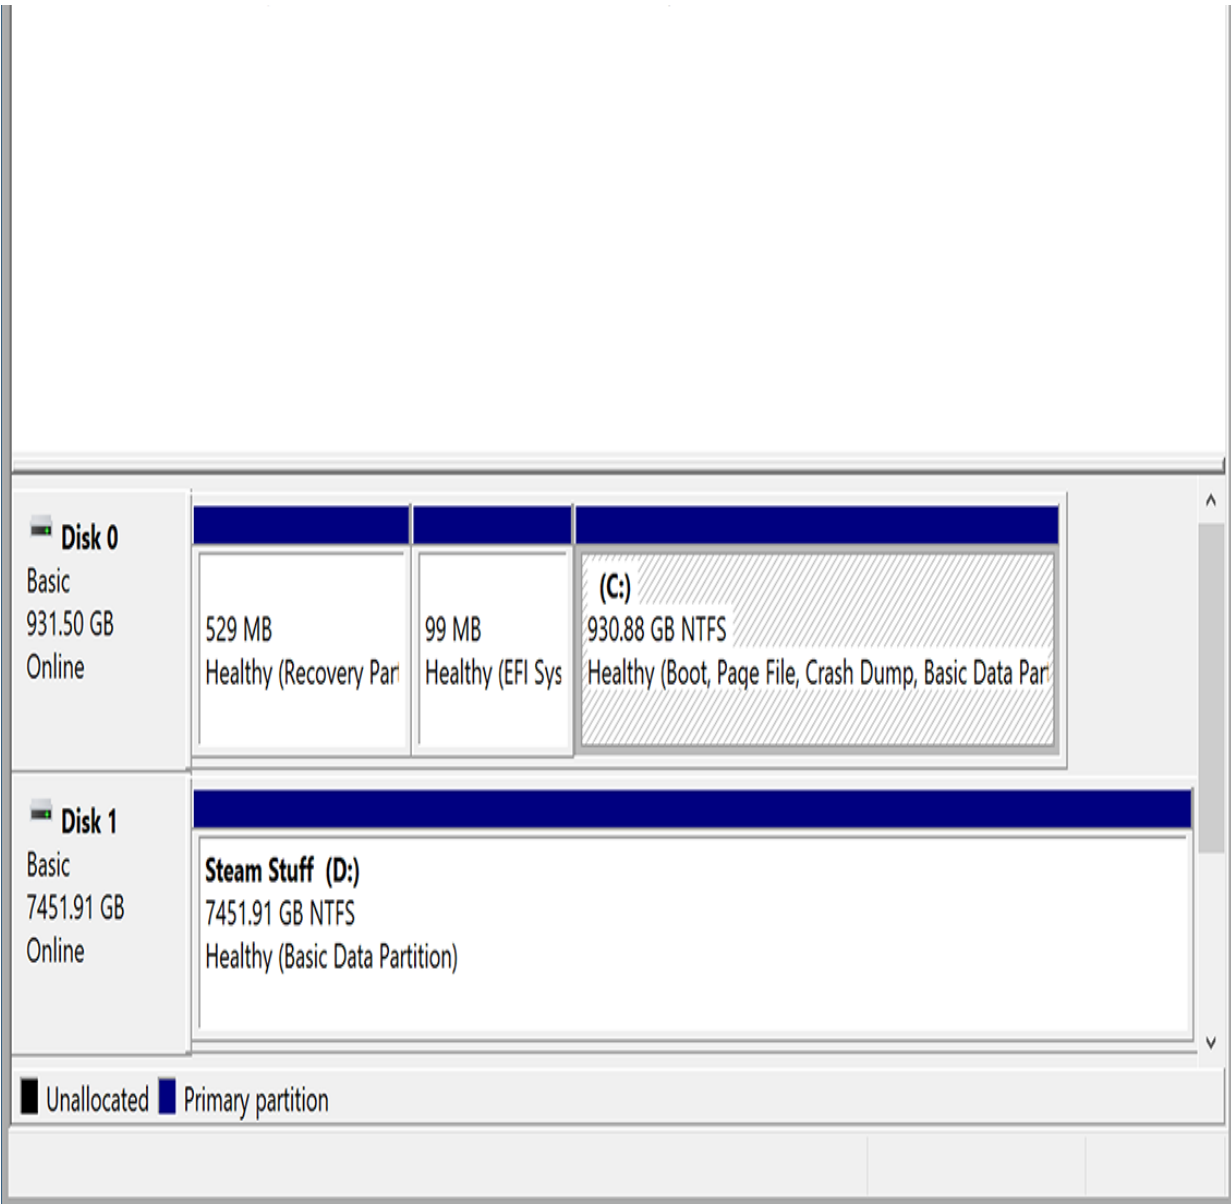 Disk 0
Basic
931.50 GB
Online
529 MB
Healthy (Recovery Par
99 MB
Healthy (EFI Sys
(C:)
930.88 GB NTFS
Healthy (Boot, Page File, Crash Dump, Basic Data Par
Disk 1
Basic
7451.91 GB
Online
Steam Stuff (D:)
7451.91 GB NTFS
Healthy (Basic Data Partition)
Unallocated Primary partition